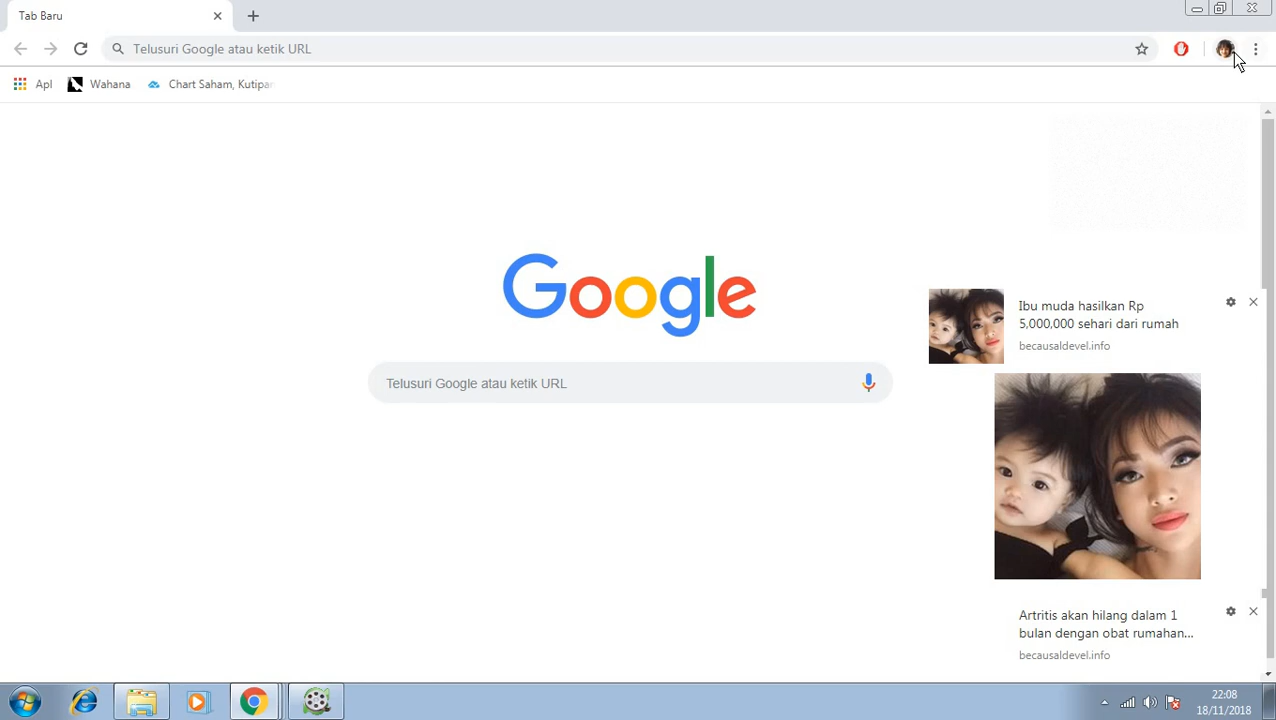 Tab Baru
Telusuri Google atau ketik URL
Apl
Wahana
Chart Saham, Kutipan
Google
Telusuri Google atau ketik URL
Ibu muda hasilkan Rp
5,000,000 sehari dari rumah
becausaldevel.info
Artritis akan hilang dalam 1
bulan dengan obat rumahan...
becausaldevel.info
22:08
18/11/2018